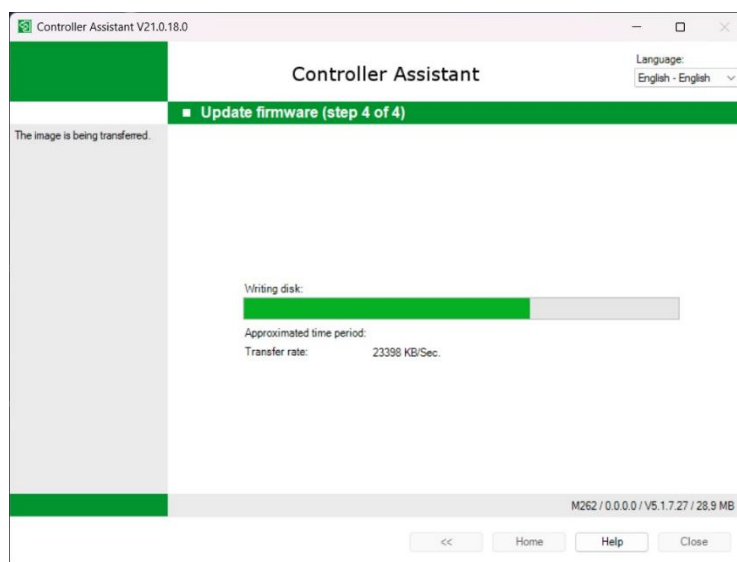 Controller Assistant V21.0.18.0
Language:
Controller Assistant
English - English
Update firmware (step 4 of 4)
The image is being transferred.
Writing disk:
Approximated time period:
Transfer rate: 23398 KB/Sec.
M262 / 0.0.0.0 / V5.1.7.27 / 28,9 MB
<< Home Help Close